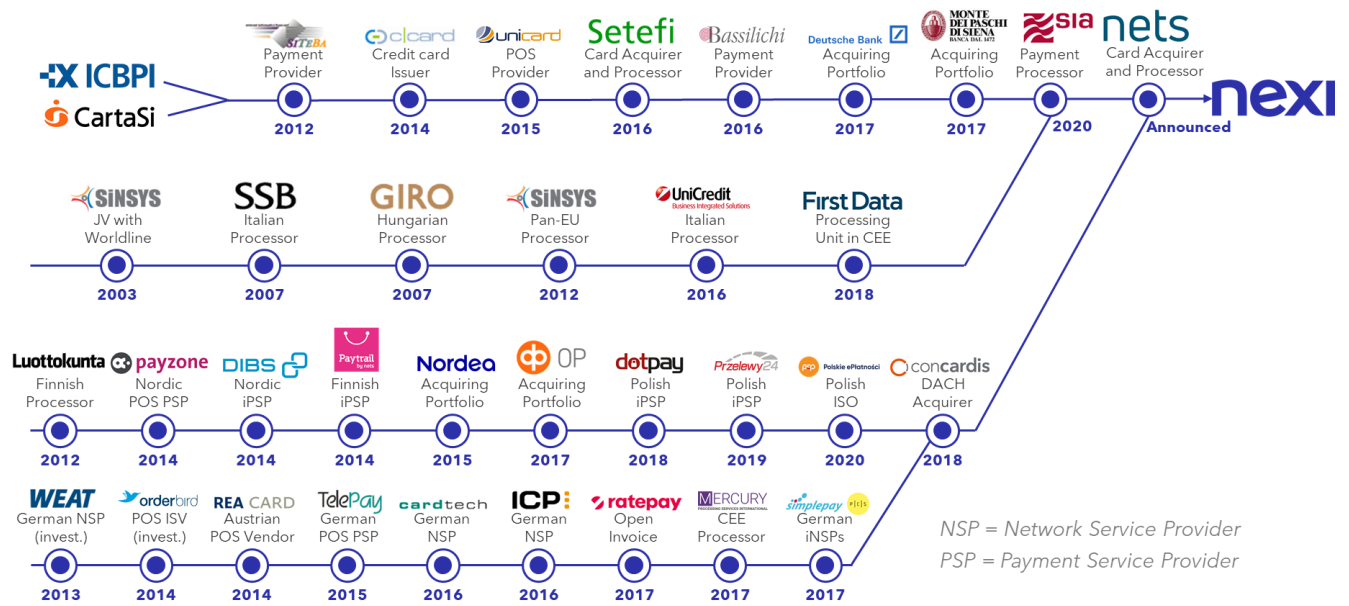 SiTeBA
Payment
Provider
2012
c|card
Credit card
Issuer
2014
unicard
POS
Provider
2015
Setefi
Card Acquirer
and Processor
2016
Bassilichi
Payment
Provider
2016
Deutsche Bank
Acquiring
Portfolio
2017
MONTE
DEI PASCHI
DI SIENA
BANCA DAL 1472
Acquiring
Portfolio
2017
sia
Payment
Processor
2020
nets
Card Acquirer
and Processor
Announced
ICBPI
CartaSi
nexi
SiNSYS
JV with
Worldline
2003
SSB
Italian
Processor
2007
GIRO
Hungarian
Processor
2007
SiNSYS
Pan-EU
Processor
2012
UniCredit
Business Integrated Solutions
Italian
Processor
2016
First Data
Processing
Unit in CEE
2018
Luottokunta
Finnish
Processor
2012
payzone
Nordic
POS PSP
2014
DIBS
Nordic
iPSP
2014
Paytrail
by nets
Finnish
iPSP
2014
Nordea
Acquiring
Portfolio
2015
OP
Acquiring
Portfolio
2017
dotpay
Polish
iPSP
2018
Przelewy24
Polish
iPSP
2019
pep Polskie ePłatności
Polish
ISO
2020
concardis
DACH
Acquirer
2018
WEAT
German NSP
(invest.)
2013
orderbird
POS ISV
(invest.)
2014
REA CARD
Austrian
POS Vendor
2014
TelePay
German
POS PSP
2015
cardtech
German
NSP
2016
ICP
German
NSP
2016
ratepay
Open
Invoice
2017
MERCURY
PROCESSING SERVICES INTERNATIONAL
CEE
Processor
2017
simplepay p|c|s
German
iNSPs
2017
NSP = Network Service Provider
PSP = Payment Service Provider